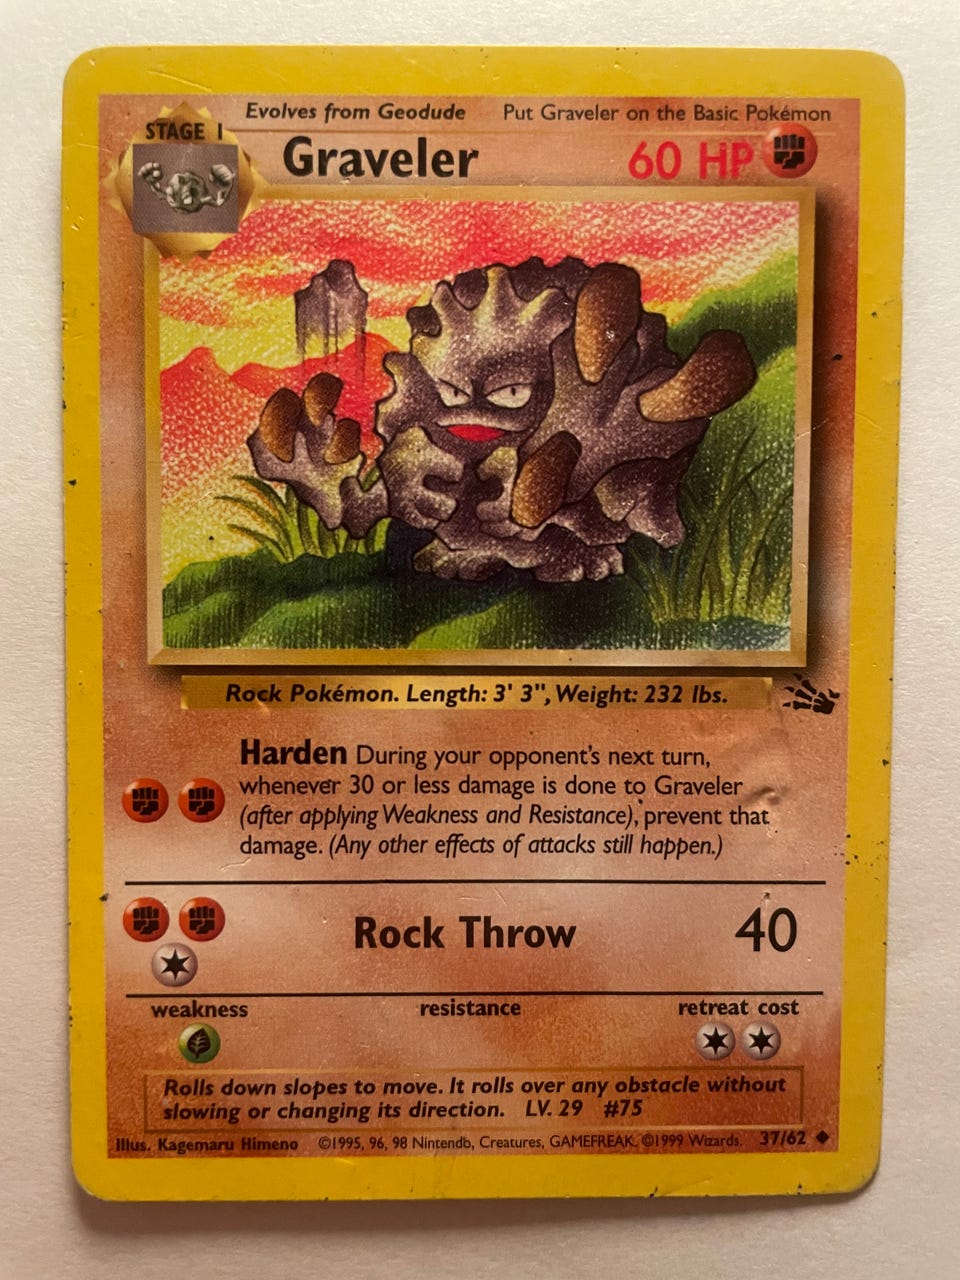 Evolves from Geodude Put Graveler on the Basic Pokémon
STAGE 1
Graveler 60 HP
Rock Pokémon. Length: 3' 3", Weight: 232 lbs.
Harden During your opponent's next turn,
whenever 30 or less damage is done to Graveler
(after applying Weakness and Resistance), prevent that
damage. (Any other effects of attacks still happen.)
Rock Throw 40
weakness resistance retreat cost
Rolls down slopes to move. It rolls over any obstacle without
slowing or changing its direction. LV. 29 #75
Illus. Kagemaru Himeno ©1995, 96, 98 Nintendo, Creatures, GAMEFREAK. ©1999 Wizards. 37/62